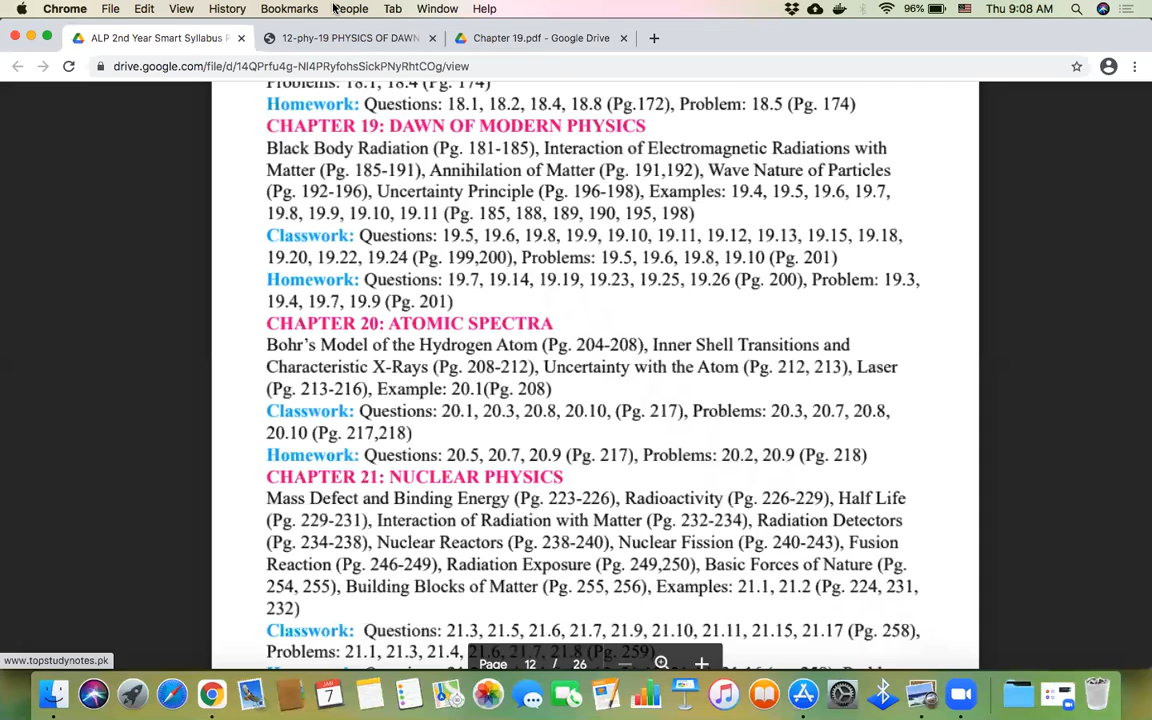 Chrome File Edit View History Bookmarks People Tab Window Help 96% Thu 9:08 AM
ALP 2nd Year Smart Syllabus P 12-phy-19 PHYSICS OF DAWN Chapter 19.pdf - Google Drive
drive.google.com/file/d/14QPrfu4g-Nl4PRyfohsSickPNyRhtCOg/view
Problems: 18.1, 18.4 (Pg. 174)
Homework: Questions: 18.1, 18.2, 18.4, 18.8 (Pg.172), Problem: 18.5 (Pg. 174)
CHAPTER 19: DAWN OF MODERN PHYSICS
Black Body Radiation (Pg. 181-185), Interaction of Electromagnetic Radiations with
Matter (Pg. 185-191), Annihilation of Matter (Pg. 191,192), Wave Nature of Particles
(Pg. 192-196), Uncertainty Principle (Pg. 196-198), Examples: 19.4, 19.5, 19.6, 19.7,
19.8, 19.9, 19.10, 19.11 (Pg. 185, 188, 189, 190, 195, 198)
Classwork: Questions: 19.5, 19.6, 19.8, 19.9, 19.10, 19.11, 19.12, 19.13, 19.15, 19.18,
19.20, 19.22, 19.24 (Pg. 199,200), Problems: 19.5, 19.6, 19.8, 19.10 (Pg. 201)
Homework: Questions: 19.7, 19.14, 19.19, 19.23, 19.25, 19.26 (Pg. 200), Problem: 19.3,
19.4, 19.7, 19.9 (Pg. 201)
CHAPTER 20: ATOMIC SPECTRA
Bohr's Model of the Hydrogen Atom (Pg. 204-208), Inner Shell Transitions and
Characteristic X-Rays (Pg. 208-212), Uncertainty with the Atom (Pg. 212, 213), Laser
(Pg. 213-216), Example: 20.1(Pg. 208)
Classwork: Questions: 20.1, 20.3, 20.8, 20.10, (Pg. 217), Problems: 20.3, 20.7, 20.8,
20.10 (Pg. 217,218)
Homework: Questions: 20.5, 20.7, 20.9 (Pg. 217), Problems: 20.2, 20.9 (Pg. 218)
CHAPTER 21: NUCLEAR PHYSICS
Mass Defect and Binding Energy (Pg. 223-226), Radioactivity (Pg. 226-229), Half Life
(Pg. 229-231), Interaction of Radiation with Matter (Pg. 232-234), Radiation Detectors
(Pg. 234-238), Nuclear Reactors (Pg. 238-240), Nuclear Fission (Pg. 240-243), Fusion
Reaction (Pg. 246-249), Radiation Exposure (Pg. 249,250), Basic Forces of Nature (Pg.
254, 255), Building Blocks of Matter (Pg. 255, 256), Examples: 21.1, 21.2 (Pg. 224, 231,
232)
Classwork: Questions: 21.3, 21.5, 21.6, 21.7, 21.9, 21.10, 21.11, 21.15, 21.17 (Pg. 258),
Problems: 21.1, 21.3, 21.4, 21.6, 21.7, 21.8 (Pg. 259)
www.topstudynotes.pk
Page 12 / 26
7